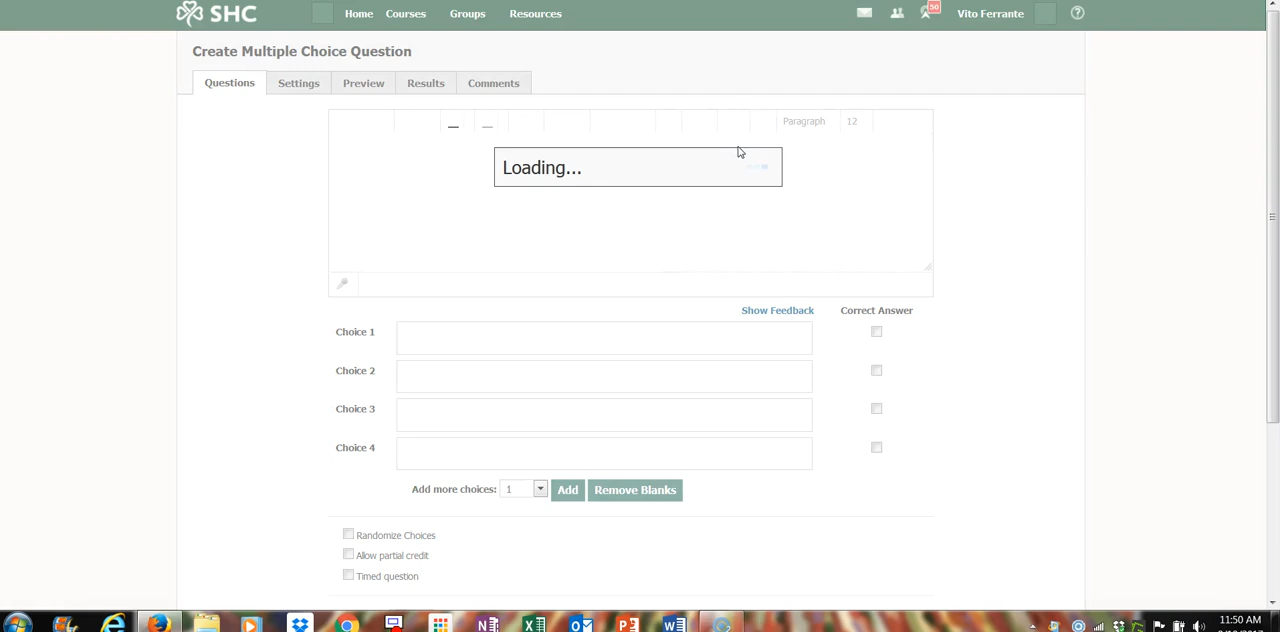 SHC Home Courses Groups Resources 50 Vito Ferrante ?
Create Multiple Choice Question
Questions Settings Preview Results Comments
Paragraph 12
Loading...
Show Feedback Correct Answer
Choice 1
Choice 2
Choice 3
Choice 4
Add more choices: 1 Add Remove Blanks
Randomize Choices
Allow partial credit
Timed question
11:50 AM